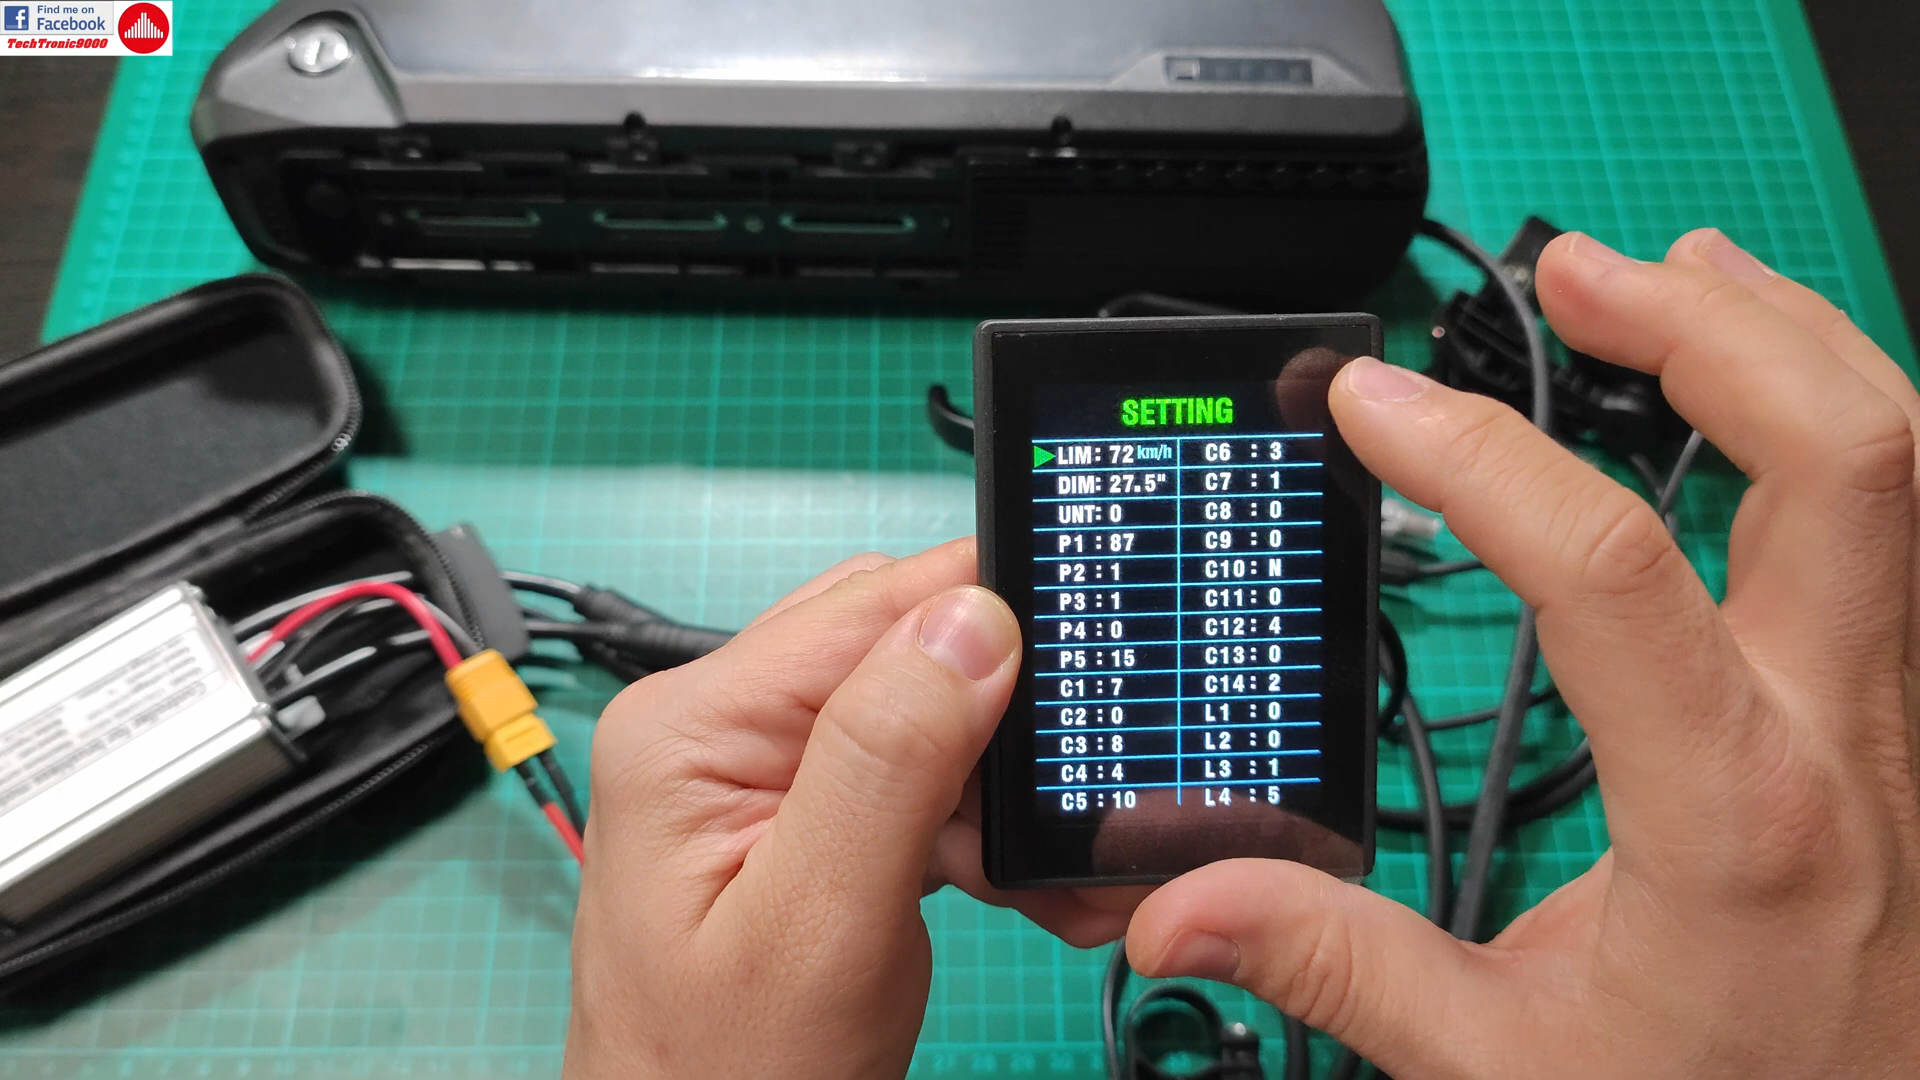 Find me on
Facebook
TechTronic9000
SETTING
LIM: 72 km/h
DIM: 27.5"
UNT: 0
P1 : 87
P2 : 1
P3 : 1
P4 : 0
P5 : 15
C1 : 7
C2 : 0
C3 : 8
C4 : 4
C5 : 10
C6 : 3
C7 : 1
C8 : 0
C9 : 0
C10: N
C11: 0
C12: 4
C13: 0
C14: 2
L1 : 0
L2 : 0
L3 : 1
L4 : 5